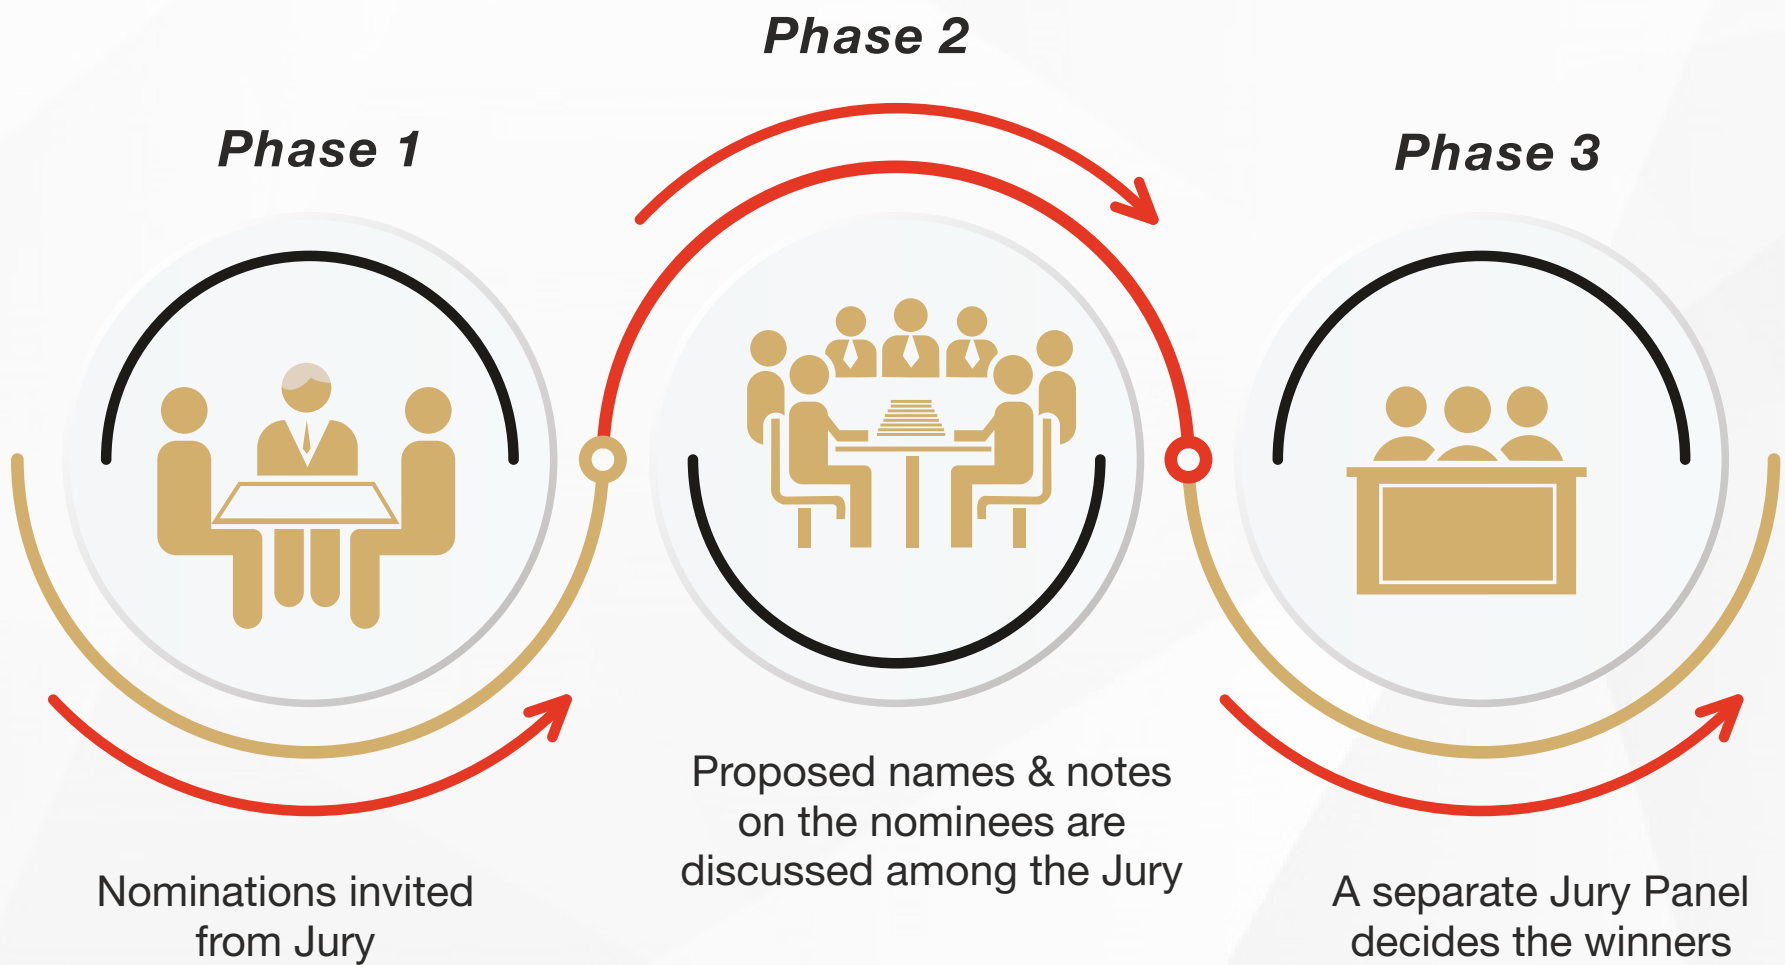 Phase 1
Nominations invited
from Jury
Phase 2
Proposed names & notes
on the nominees are
discussed among the Jury
Phase 3
A separate Jury Panel
decides the winners